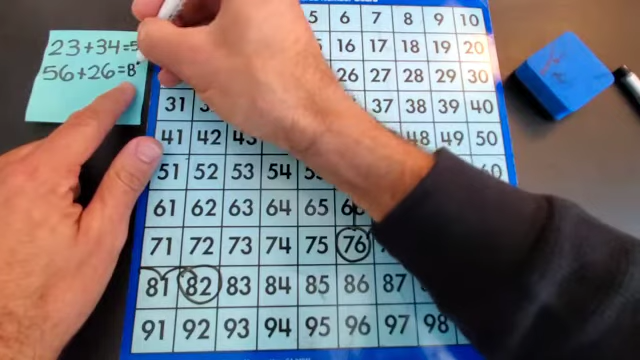 23+34=5
56+26=8
5 6 7 8 9 10
16 17 18 19 20
26 27 28 29 30
31 37 38 39 40
41 42 43 48 49 50
51 52 53 54 60
61 62 63 64 65
71 72 73 74 75 76
81 82 83 84 85 86 87
91 92 93 94 95 96 97 98